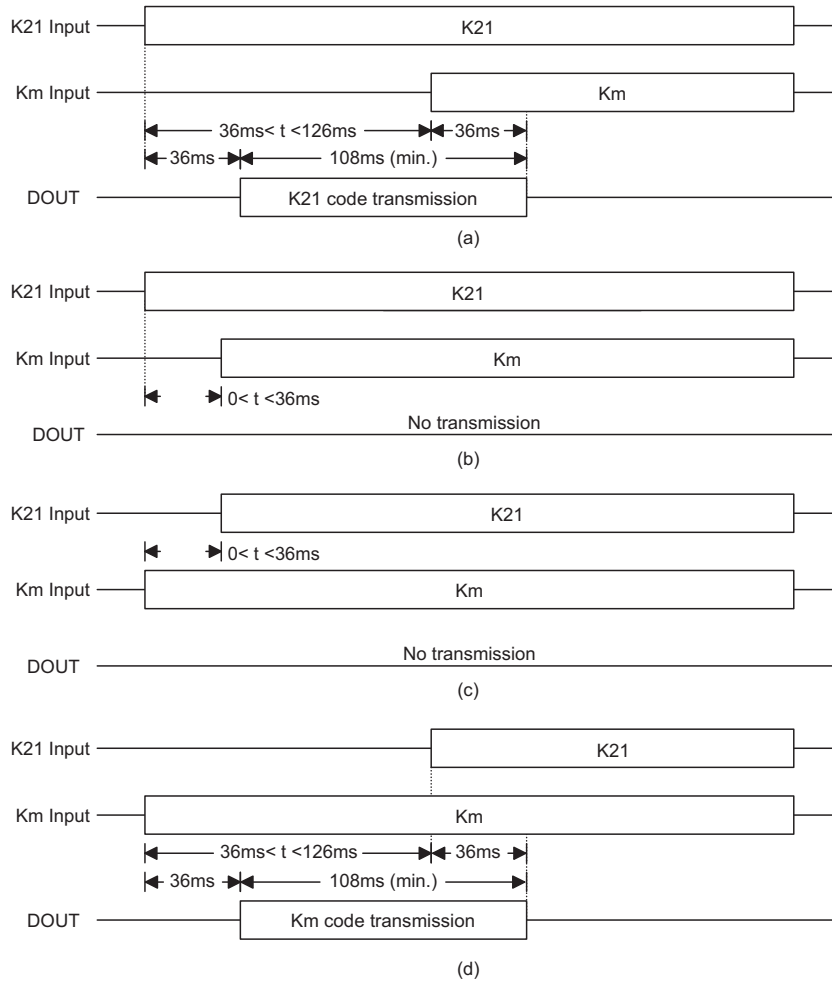 K21 Input
K21
Km Input
Km
36ms< t <126ms
36ms
36ms
108ms (min.)
DOUT
K21 code transmission
(a)
K21 Input
K21
Km Input
Km
0< t <36ms
DOUT
No transmission
(b)
K21 Input
K21
0< t <36ms
Km Input
Km
DOUT
No transmission
(c)
K21 Input
K21
Km Input
Km
36ms< t <126ms
36ms
36ms
108ms (min.)
DOUT
Km code transmission
(d)